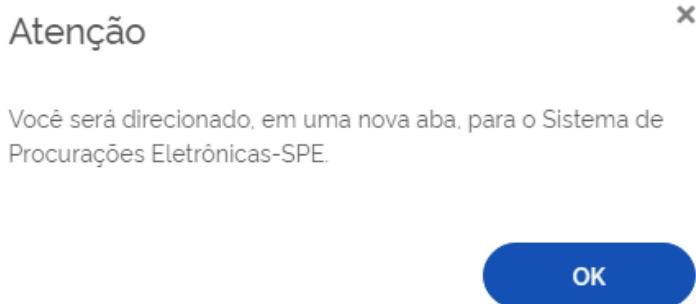 Atenção
Você será direcionado, em uma nova aba, para o Sistema de
Procurações Eletrônicas-SPE.
OK